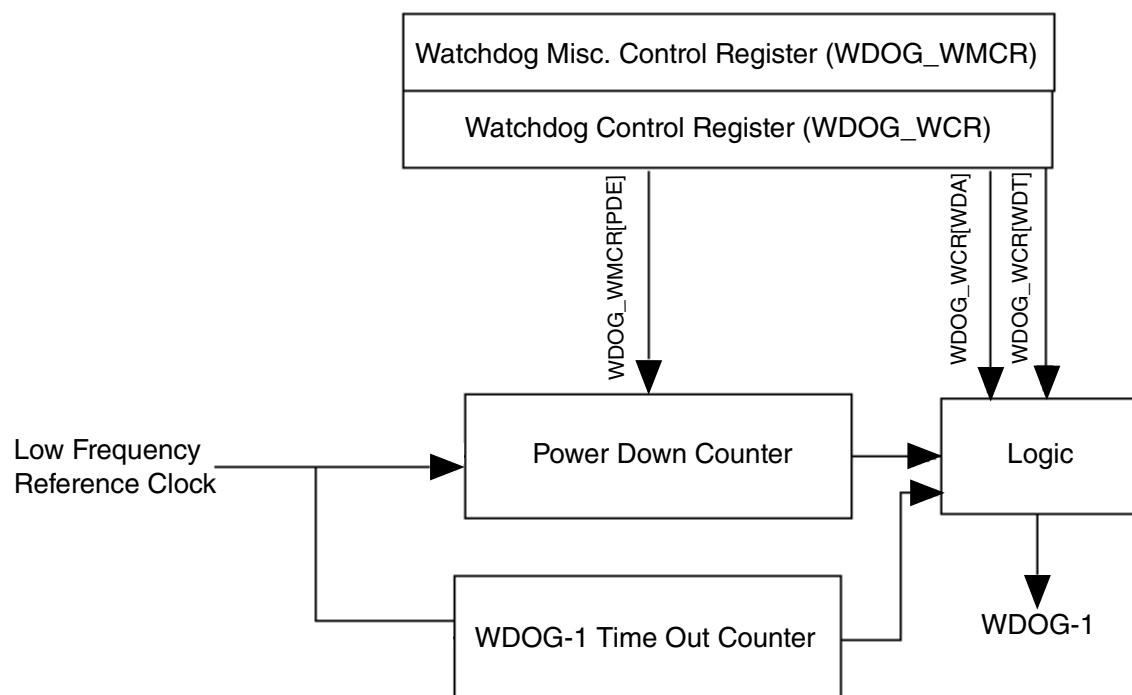 Watchdog Misc. Control Register (WDOG_WMCR)
Watchdog Control Register (WDOG_WCR)
WDOG_WMCR[PDE]
WDOG_WCR[WDA]
WDOG_WCR[WDT]
Low Frequency
Reference Clock
Power Down Counter
Logic
WDOG-1 Time Out Counter
WDOG-1